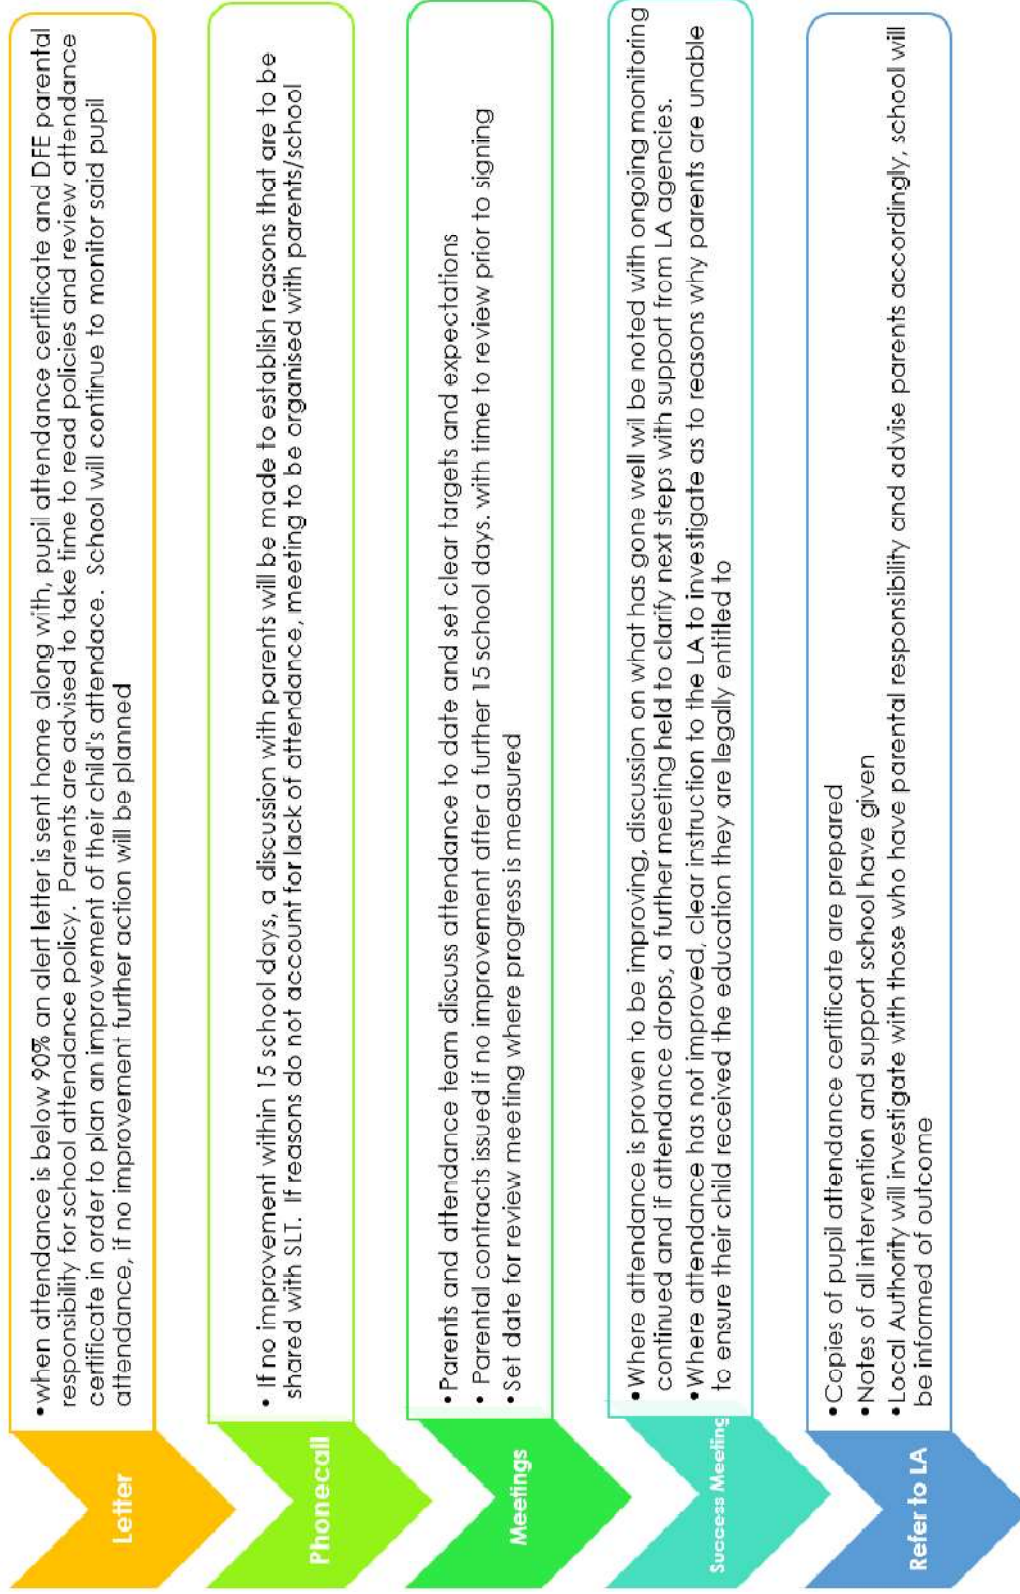 Letter
•when attendance is below 90% an alert letter is sent home along with, pupil attendance certificate and DFE parental
responsibility for school attendance policy. Parents are advised to take time to read policies and review attendance
certificate in order to plan an improvement of their child's attendace. School will continue to monitor said pupil
attendance, if no improvement further action will be planned
Phonecall
• If no improvement within 15 school days, a discussion with parents will be made to establish reasons that are to be
shared with SLT. If reasons do not account for lack of attendance, meeting to be organised with parents/school
Meetings
•Parents and attendance team discuss attendance to date and set clear targets and expectations
• Parental contracts issued if no improvement after a further 15 school days. with time to review prior to signing
•Set date for review meeting where progress is measured
Success Meeting
•Where attendance is proven to be improving, discussion on what has gone well wil be noted with ongoing monitoring
continued and if attendance drops, a further meeting held to clarify next steps with support from LA agencies.
•Where attendance has not improved, clear instruction to the LA to investigate as to reasons why parents are unable
to ensure their child received the education they are legally entitled to
Refer to LA
•Copies of pupil attendance certificate are prepared
•Notes of all intervention and support school have given
•Local Authority will investigate with those who have parental responsibility and advise parents accordingly, school will
be informed of outcome